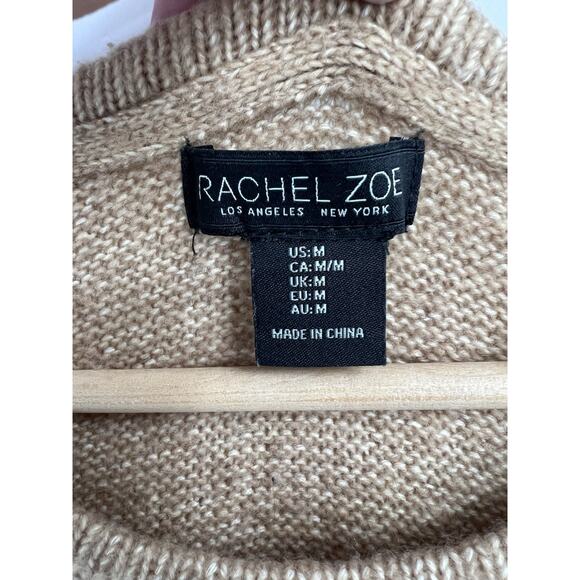 RACHEL ZOE
LOS ANGELES NEW YORK
US:M
CA:M/M
UK:M
EU:M
AU:M
MADE IN CHINA